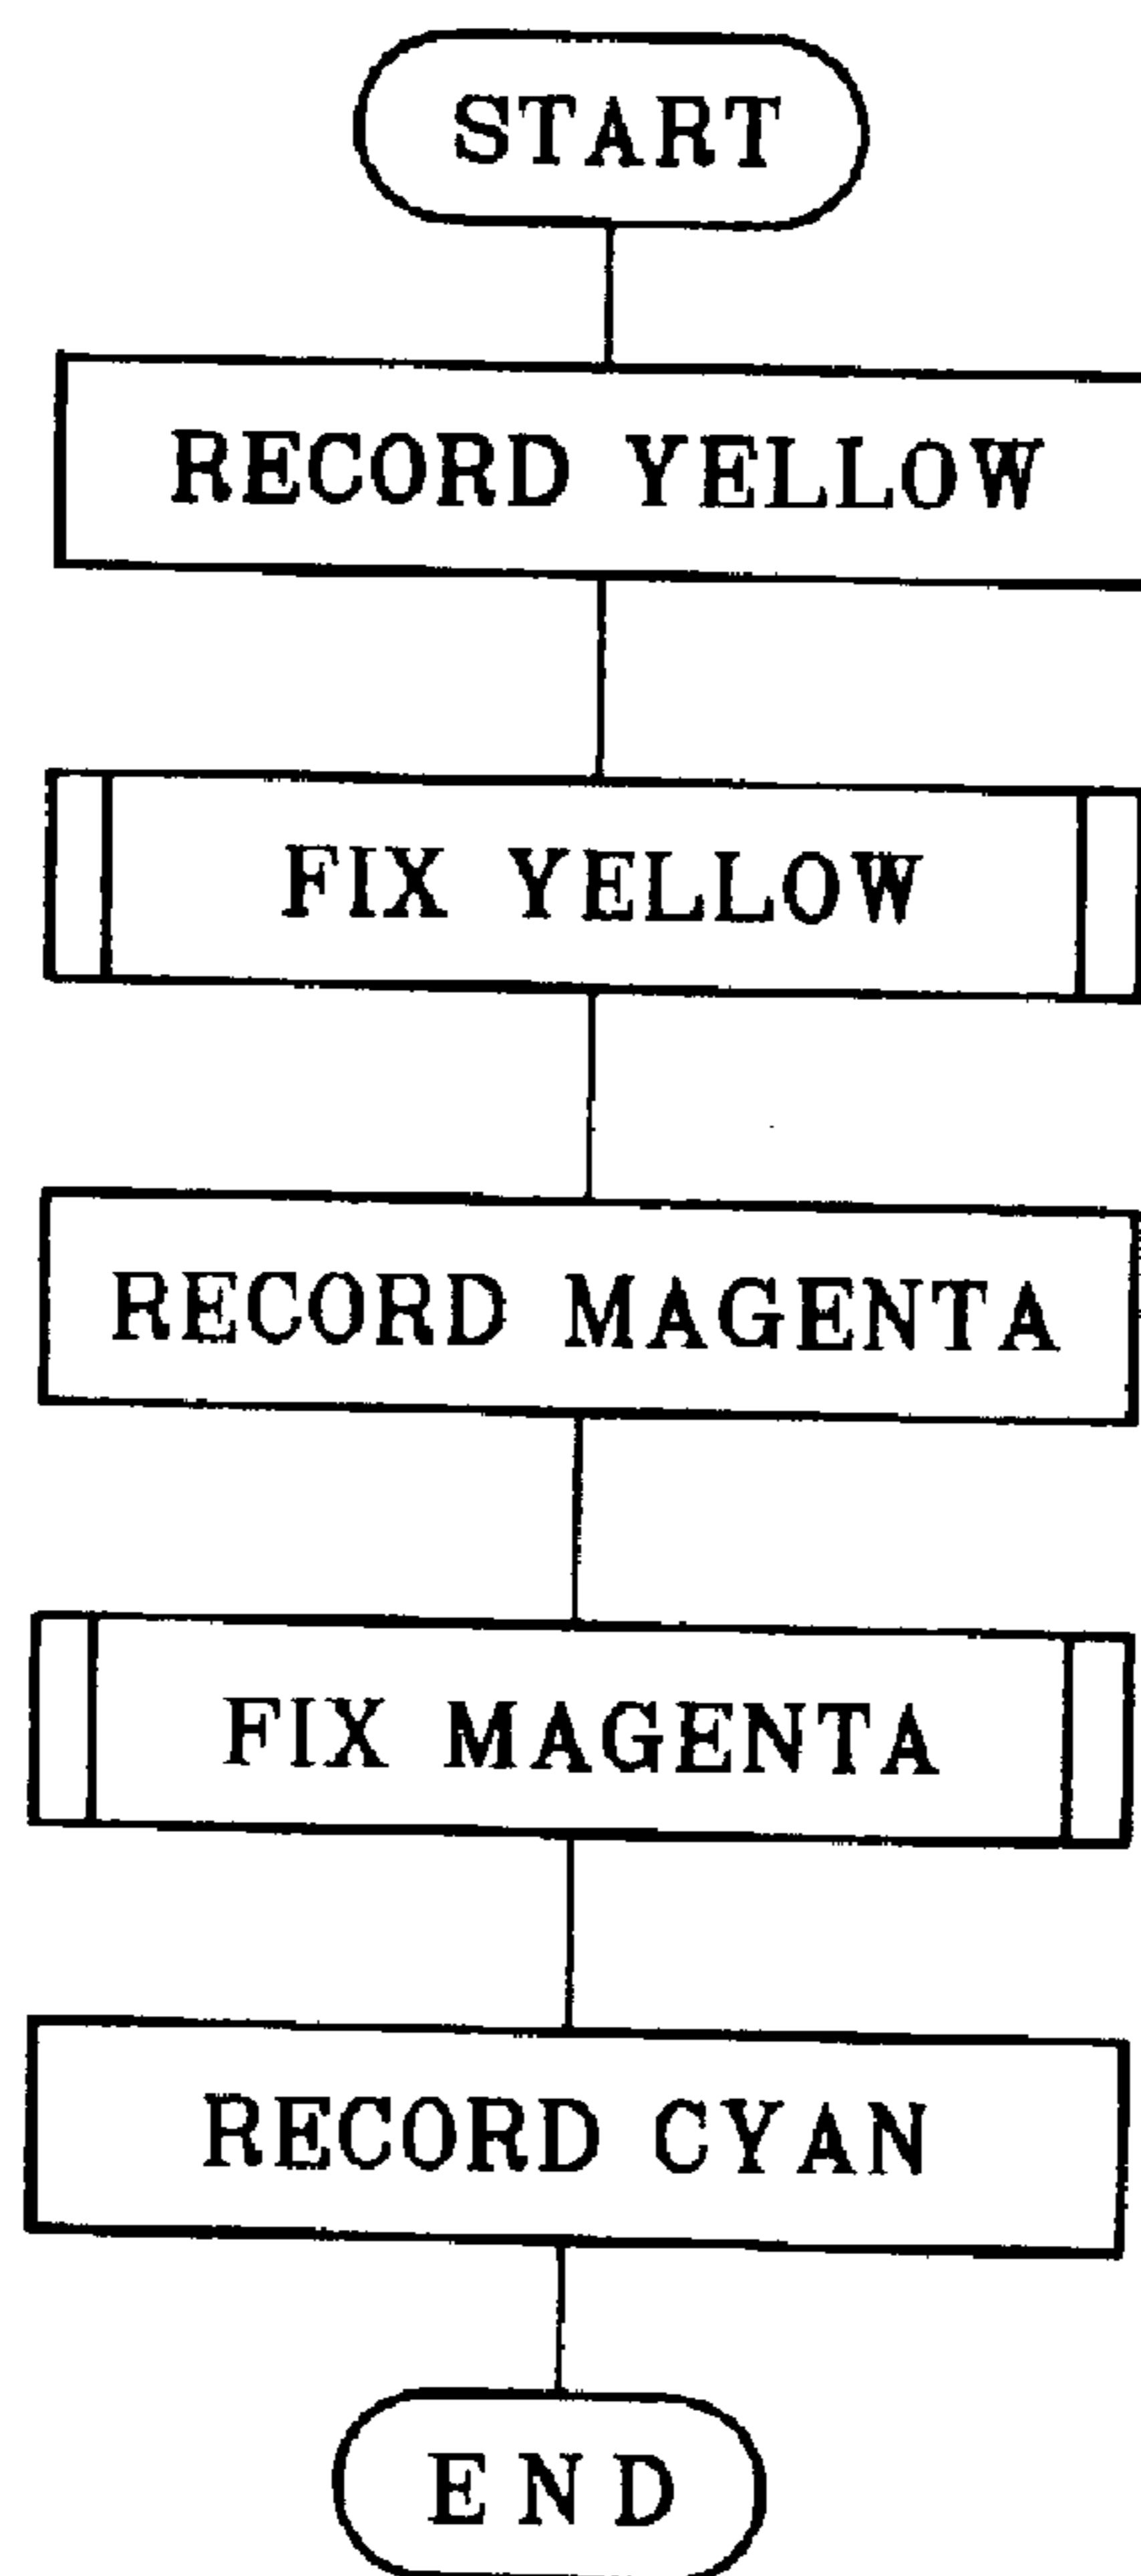 START
RECORD YELLOW
FIX YELLOW
RECORD MAGENTA
FIX MAGENTA
RECORD CYAN
END